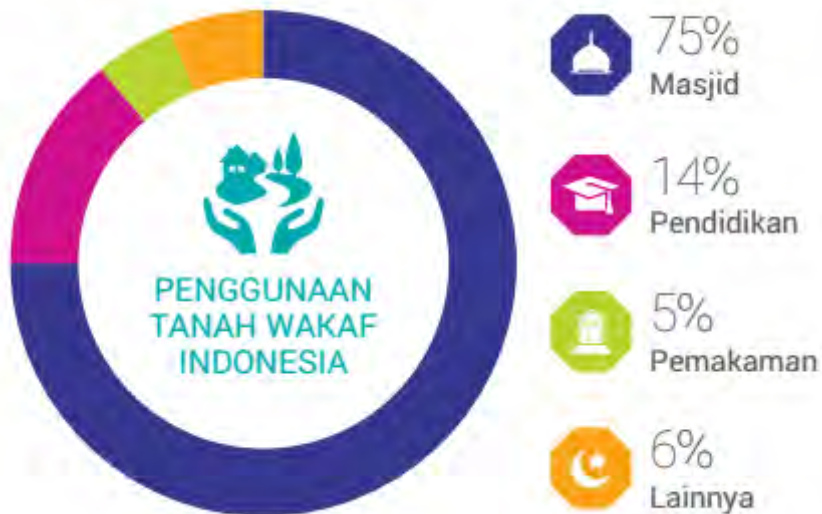 PENGGUNAAN
TANAH WAKAF
INDONESIA
75%
Masjid
14%
Pendidikan
5%
Pemakaman
6%
Lainnya